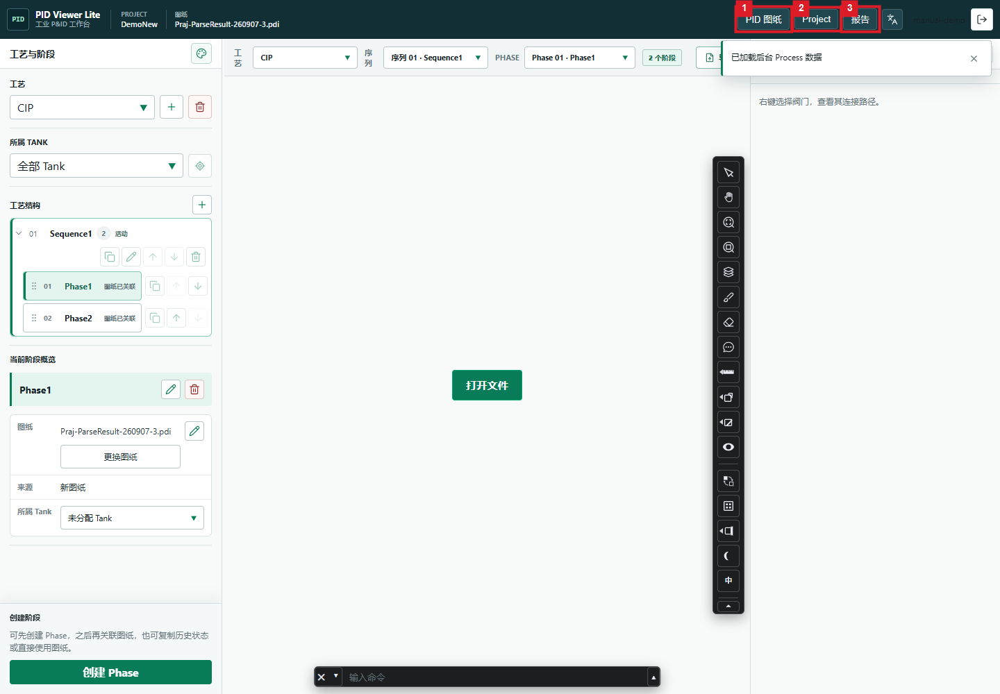 PID
PID Viewer Lite
工业 P&ID 工作台
PROJECT
DemoNew
图纸
Praj-ParseResult-260907-3.pdi
1
PID 图纸
2
Project
3
报告
manual-demo
工艺与阶段
工艺
CIP
所属 TANK
全部 Tank
工艺结构
01 Sequence1 2 活动
01 Phase1 图纸已关联
02 Phase2 图纸已关联
当前阶段概览
Phase1
图纸
Praj-ParseResult-260907-3.pdi
更换图纸
来源
新图纸
所属 Tank
未分配 Tank
创建阶段
可先创建 Phase，之后再关联图纸，也可复制历史状态
或直接使用图纸。
创建 Phase
工艺
CIP
序列
序列 01 · Sequence1
PHASE
Phase 01 · Phase1
2 个阶段
已加载后台 Process 数据
右键选择阀门，查看其连接路径。
打开文件
中
输入命令